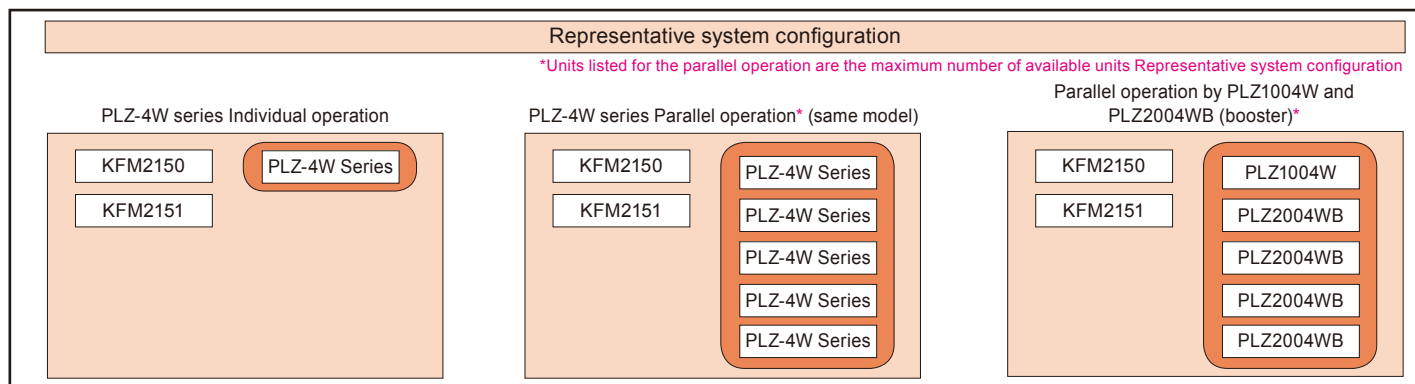 Representative system configuration
*Units listed for the parallel operation are the maximum number of available units Representative system configuration
PLZ-4W series Individual operation
KFM2150
PLZ-4W Series
KFM2151
PLZ-4W series Parallel operation* (same model)
KFM2150
KFM2151
PLZ-4W Series
PLZ-4W Series
PLZ-4W Series
PLZ-4W Series
PLZ-4W Series
Parallel operation by PLZ1004W and
PLZ2004WB (booster)*
KFM2150
KFM2151
PLZ1004W
PLZ2004WB
PLZ2004WB
PLZ2004WB
PLZ2004WB